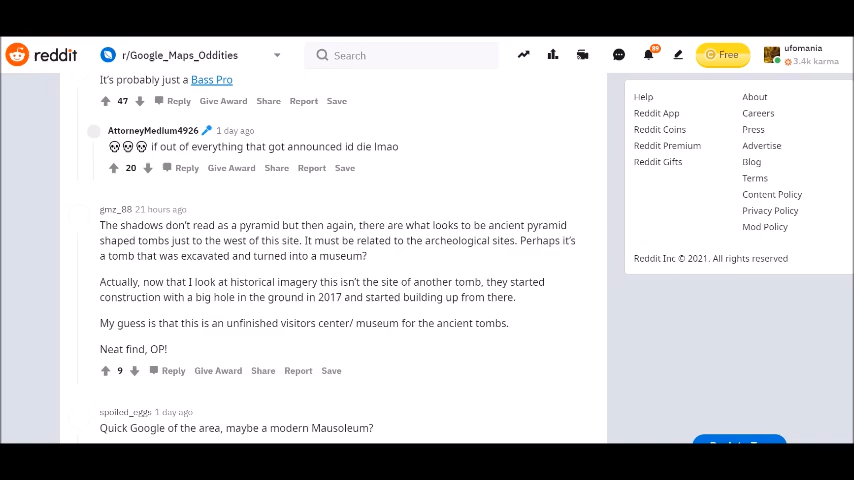 reddit r/Google_Maps_Oddities Search 89 Free ufomania
3.4k karma
It's probably just a Bass Pro
47 Reply Give Award Share Report Save
AttorneyMedium4926 1 day ago
💀💀💀 if out of everything that got announced id die lmao
20 Reply Give Award Share Report Save
gmz_88 21 hours ago
The shadows don't read as a pyramid but then again, there are what looks to be ancient pyramid
shaped tombs just to the west of this site. It must be related to the archeological sites. Perhaps it's
a tomb that was excavated and turned into a museum?
Actually, now that I look at historical imagery this isn't the site of another tomb, they started
construction with a big hole in the ground in 2017 and started building up from there.
My guess is that this is an unfinished visitors center/ museum for the ancient tombs.
Neat find, OP!
9 Reply Give Award Share Report Save
spoiled_eggs 1 day ago
Quick Google of the area, maybe a modern Mausoleum?
Help About
Reddit App Careers
Reddit Coins Press
Reddit Premium Advertise
Reddit Gifts Blog
Terms
Content Policy
Privacy Policy
Mod Policy
Reddit Inc © 2021. All rights reserved